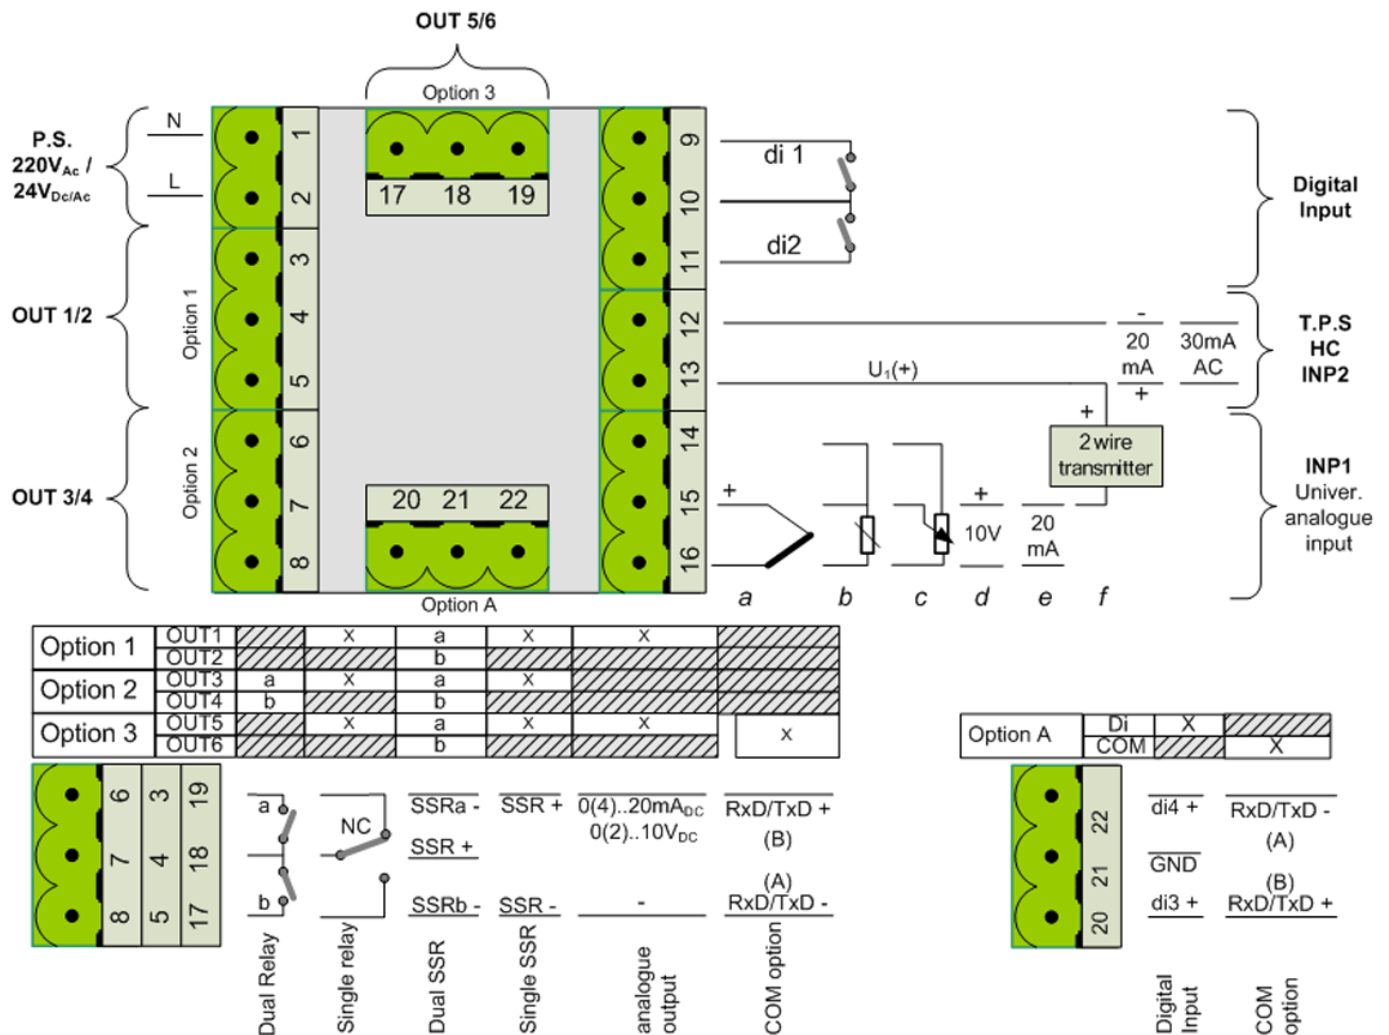 OUT 5/6
Option 3
P.S.
220VAc /
24VDc/Ac
N
L
OUT 1/2
Option 1
OUT 3/4
Option 2
1
2
3
4
5
6
7
8
17 18 19
20 21 22
Option A
9
10
11
12
13
14
15
16
di 1
di2
Digital
Input
U1(+)
-
20
mA
+
30mA
AC
T.P.S
HC
INP2
+
2 wire
transmitter
+
+
10V
20
mA
INP1
Univer.
analogue
input
a b c d e f
Option 1 OUT1 X a X X
OUT2 b
Option 2 OUT3 a X a X
OUT4 b b
Option 3 OUT5 X a X X X
OUT6 b
6 3 19
7 4 18
8 5 17
a
b
NC
SSRa -
SSR +
SSRb -
SSR +
SSR -
0(4)..20mADC
0(2)..10VDC
-
RxD/TxD +
(B)
(A)
RxD/TxD -
Dual Relay
Single relay
Dual SSR
Single SSR
analogue
output
COM option
Option A Di X
COM X
22
21
20
di4 +
GND
di3 +
RxD/TxD -
(A)
(B)
RxD/TxD +
Digital
Input
COM
option